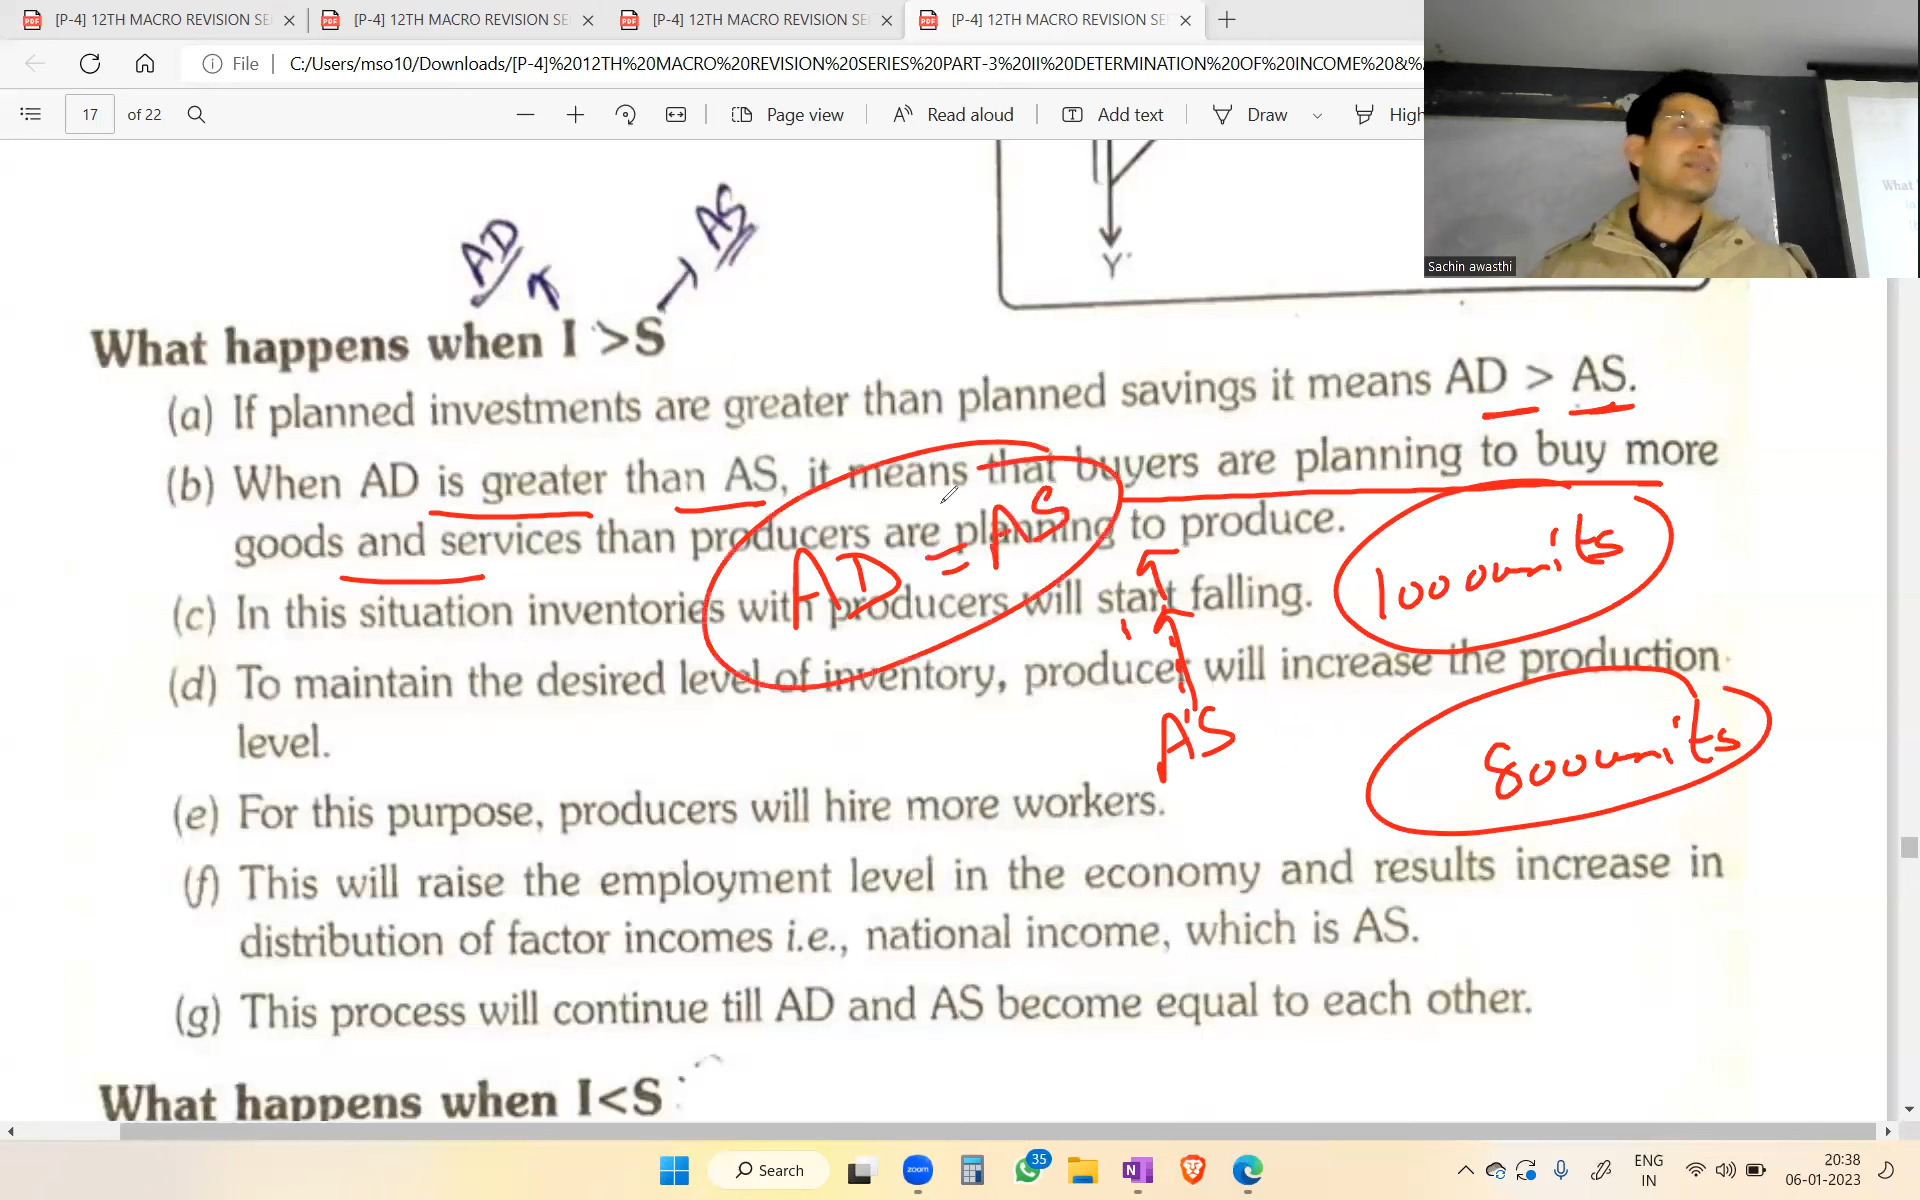 [P-4] 12TH MACRO REVISION SE
[P-4] 12TH MACRO REVISION SE
[P-4] 12TH MACRO REVISION SE
[P-4] 12TH MACRO REVISION SE
File
C:/Users/mso10/Downloads/[P-4]%2012TH%20MACRO%20REVISION%20SERIES%20PART-3%20II%20DETERMINATION%20OF%20INCOME%20&%
17 of 22
Page view
Read aloud
Add text
Draw
High
What
Sachin awasthi
Y'
AD
AS
What happens when I >S
(a) If planned investments are greater than planned savings it means AD > AS.
(b) When AD is greater than AS, it means that buyers are planning to buy more
goods and services than producers are planning to produce.
AD = AS
1000units
(c) In this situation inventories with producers will start falling.
(d) To maintain the desired level of inventory, producer will increase the production
level.
AS
800units
(e) For this purpose, producers will hire more workers.
(f) This will raise the employment level in the economy and results increase in
distribution of factor incomes i.e., national income, which is AS.
(g) This process will continue till AD and AS become equal to each other.
What happens when I<S
Search
zoom
35
N
ENG
IN
20:38
06-01-2023